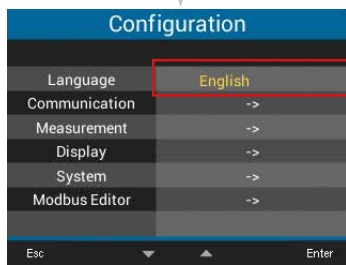 Configuration
Language English
Communication ->
Measurement ->
Display ->
System ->
Modbus Editor ->
Esc Enter